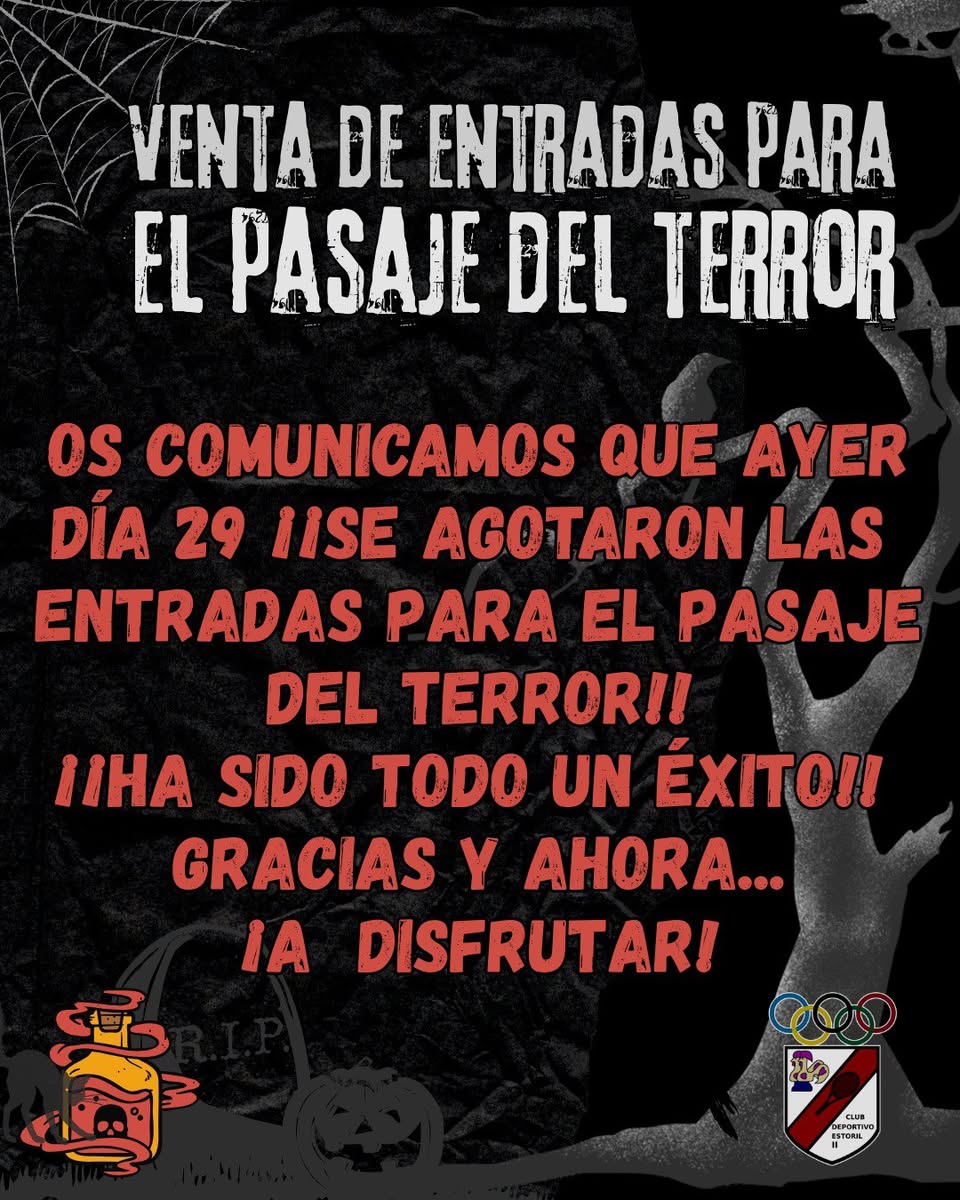 VENTA DE ENTRADAS PARA
EL PASAJE DEL TERROR
OS COMUNICAMOS QUE AYER
DÍA 29 ¡¡SE AGOTARON LAS
ENTRADAS PARA EL PASAJE
DEL TERROR!!
¡¡HA SIDO TODO UN ÉXITO!!
GRACIAS Y AHORA...
¡A DISFRUTAR!
R.I.P.
CLUB
DEPORTIVO
ESTORIL
II